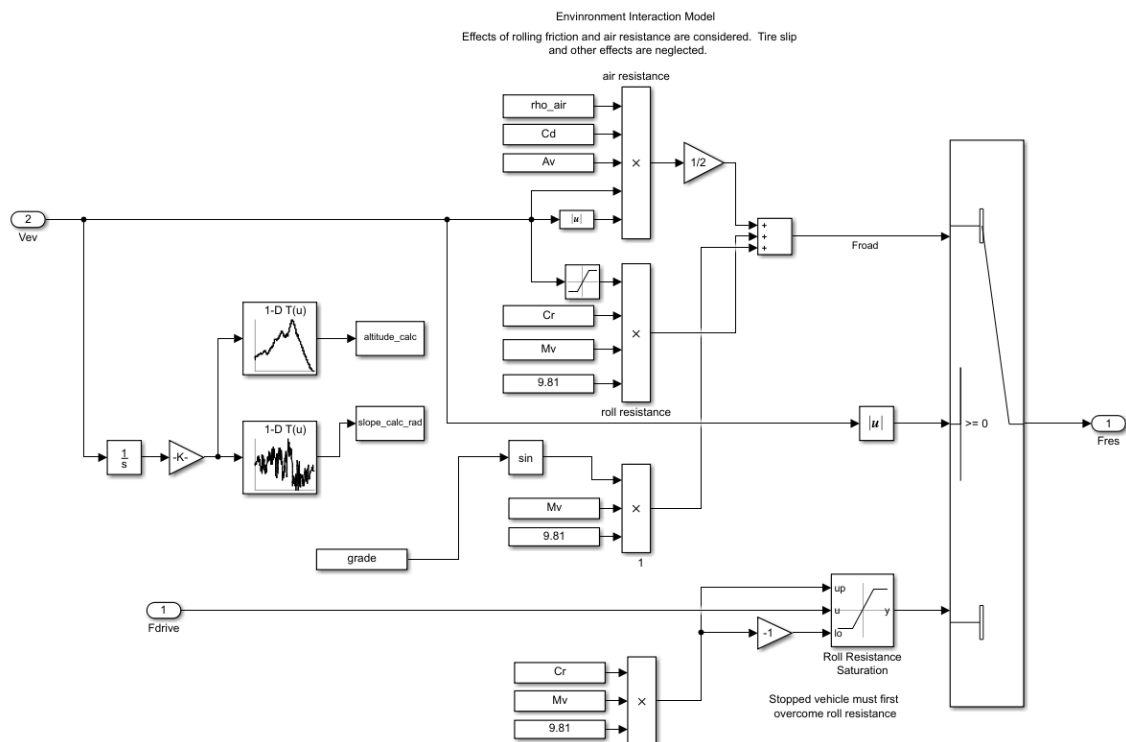 Envinronment Interaction Model
Effects of rolling friction and air resistance are considered. Tire slip
and other effects are neglected.
air resistance
rho_air
Cd
Av
×
1/2
2
Vev
|u|
+
+
+
Froad
1-D T(u)
altitude_calc
Cr
Mv
9.81
×
roll resistance
1-D T(u)
slope_calc_rad
1
s
-K-
|u|
>= 0
1
Fres
sin
Mv
9.81
×
1
grade
1
Fdrive
up
u
lo
y
-1
Roll Resistance
Saturation
Cr
Mv
9.81
×
Stopped vehicle must first
overcome roll resistance